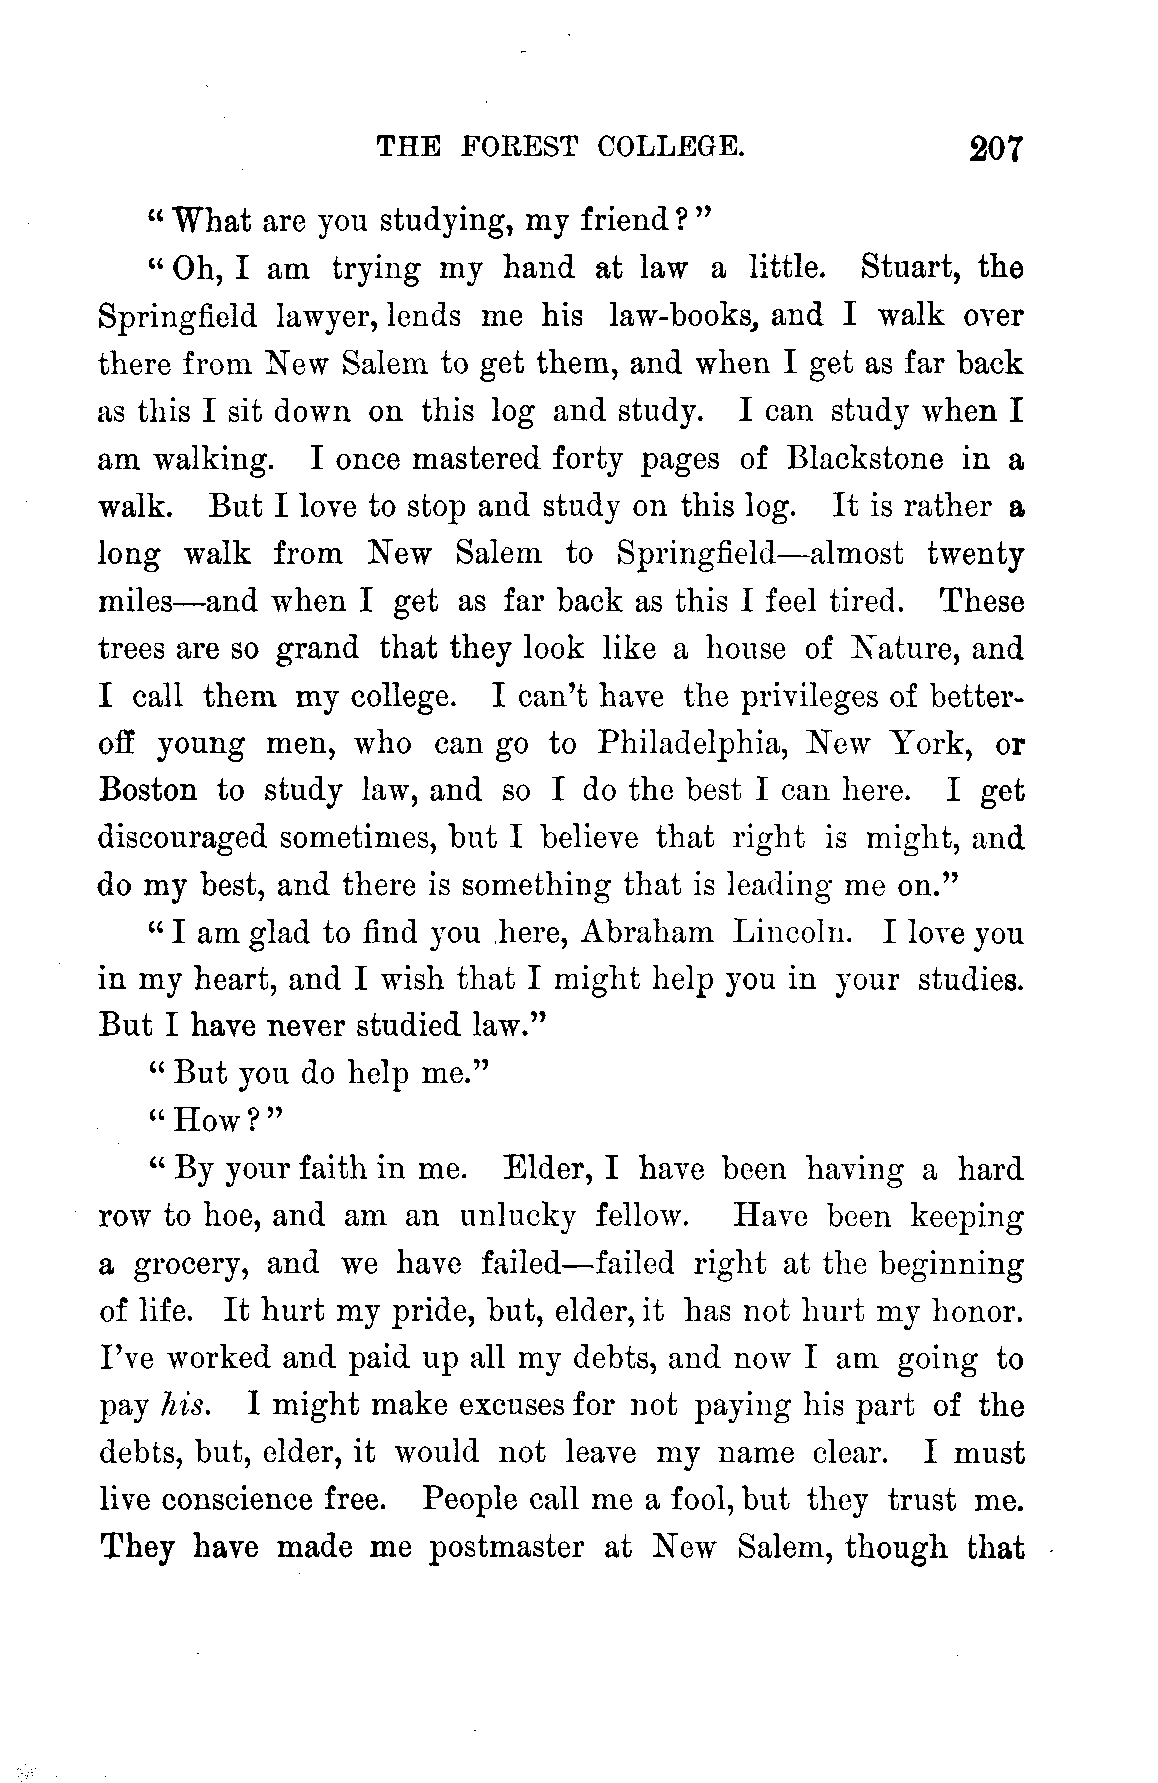 THE FOREST COLLEGE. 207
“What are you studying, my friend?”
“Oh, I am trying my hand at law a little. Stuart, the
Springfield lawyer, lends me his law-books, and I walk over
there from New Salem to get them, and when I get as far back
as this I sit down on this log and study. I can study when I
am walking. I once mastered forty pages of Blackstone in a
walk. But I love to stop and study on this log. It is rather a
long walk from New Salem to Springfield—almost twenty
miles—and when I get as far back as this I feel tired. These
trees are so grand that they look like a house of Nature, and
I call them my college. I can’t have the privileges of better-
off young men, who can go to Philadelphia, New York, or
Boston to study law, and so I do the best I can here. I get
discouraged sometimes, but I believe that right is might, and
do my best, and there is something that is leading me on.”
“I am glad to find you here, Abraham Lincoln. I love you
in my heart, and I wish that I might help you in your studies.
But I have never studied law.”
“But you do help me.”
“How?”
“By your faith in me. Elder, I have been having a hard
row to hoe, and am an unlucky fellow. Have been keeping
a grocery, and we have failed—failed right at the beginning
of life. It hurt my pride, but, elder, it has not hurt my honor.
I’ve worked and paid up all my debts, and now I am going to
pay his. I might make excuses for not paying his part of the
debts, but, elder, it would not leave my name clear. I must
live conscience free. People call me a fool, but they trust me.
They have made me postmaster at New Salem, though that